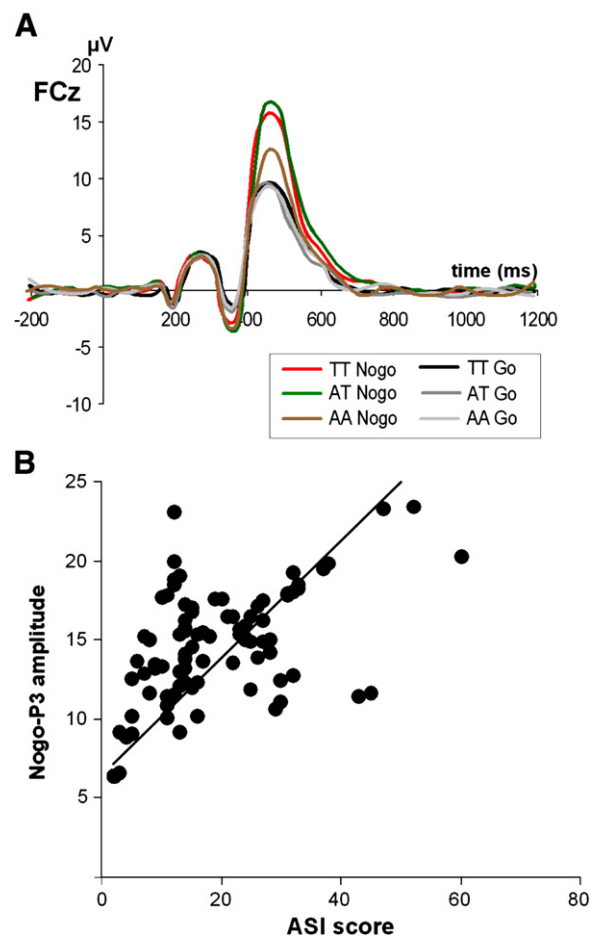 A
µV
20
FCz
15
10
5
time (ms)
-200 200 400 600 800 1000 1200
-5
-10
TT Nogo TT Go
AT Nogo AT Go
AA Nogo AA Go
B
25
20
15
10
5
Nogo-P3 amplitude
0 20 40 60 80
ASI score